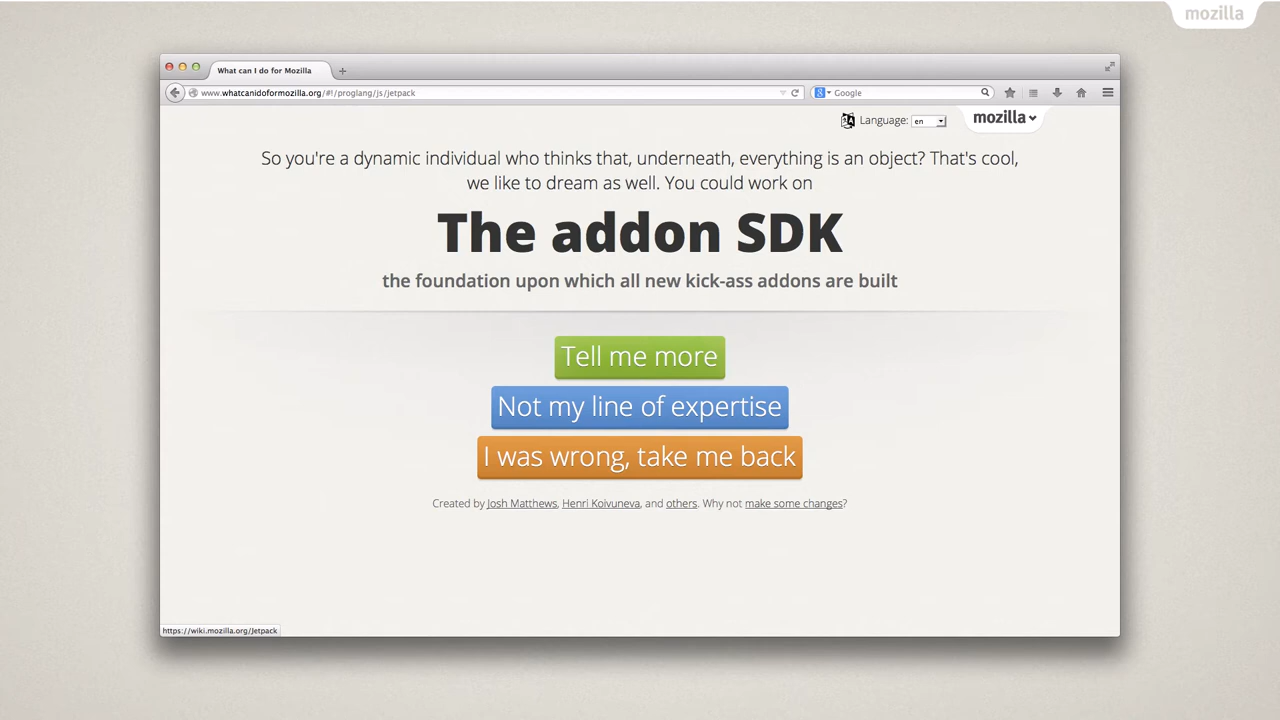 mozilla
What can I do for Mozilla
www.whatcanidoformozilla.org/#!/proglang/js/jetpack
Google
Language: en
mozilla
So you're a dynamic individual who thinks that, underneath, everything is an object? That's cool,
we like to dream as well. You could work on
The addon SDK
the foundation upon which all new kick-ass addons are built
Tell me more
Not my line of expertise
I was wrong, take me back
Created by Josh Matthews, Henri Koivuneva, and others. Why not make some changes?
https://wiki.mozilla.org/Jetpack